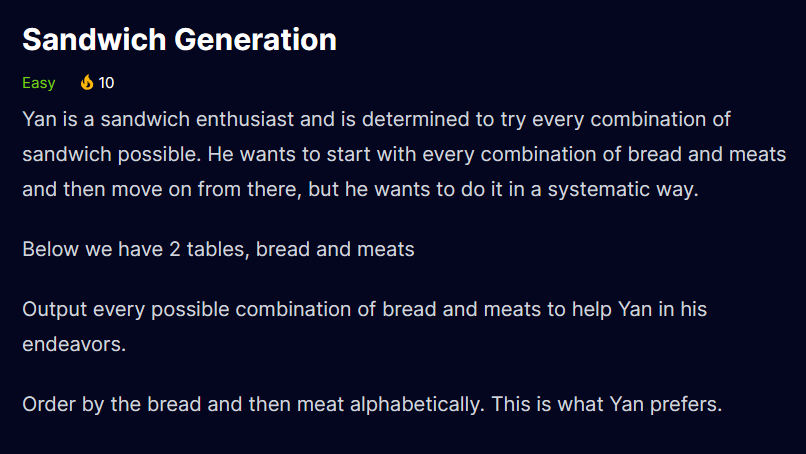 Sandwich Generation
Easy 10
Yan is a sandwich enthusiast and is determined to try every combination of
sandwich possible. He wants to start with every combination of bread and meats
and then move on from there, but he wants to do it in a systematic way.
Below we have 2 tables, bread and meats
Output every possible combination of bread and meats to help Yan in his
endeavors.
Order by the bread and then meat alphabetically. This is what Yan prefers.